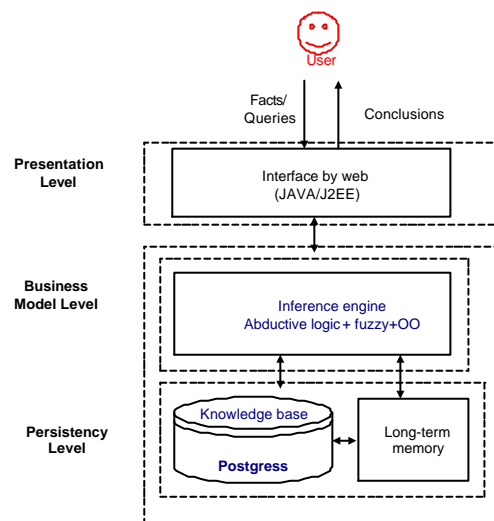 User
Facts/
Queries
Conclusions
Presentation
Level
Interface by web
(JAVA/J2EE)
Business
Model Level
Inference engine
Abductive logic + fuzzy+OO
Persistency
Level
Knowledge base
Postgress
Long-term
memory